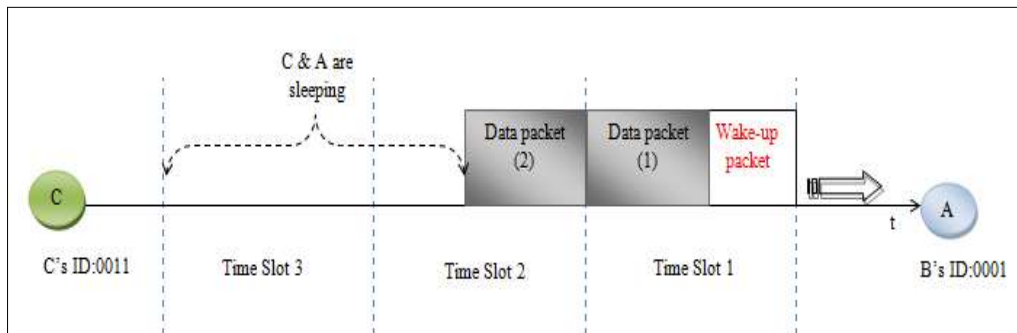 C & A are
sleeping
Data packet
(2)
Data packet
(1)
Wake-up
packet
C
A
t
C's ID:0011
Time Slot 3
Time Slot 2
Time Slot 1
B's ID:0001